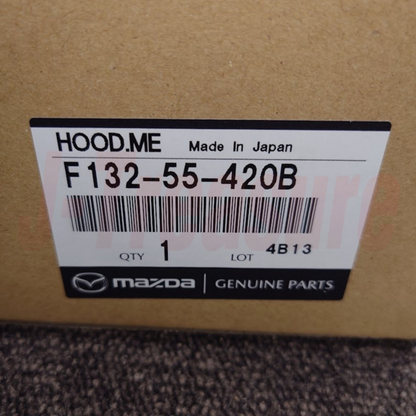 HOOD.ME Made In Japan
F132-55-420B
QTY 1 LOT 4B13
mazda GENUINE PARTS